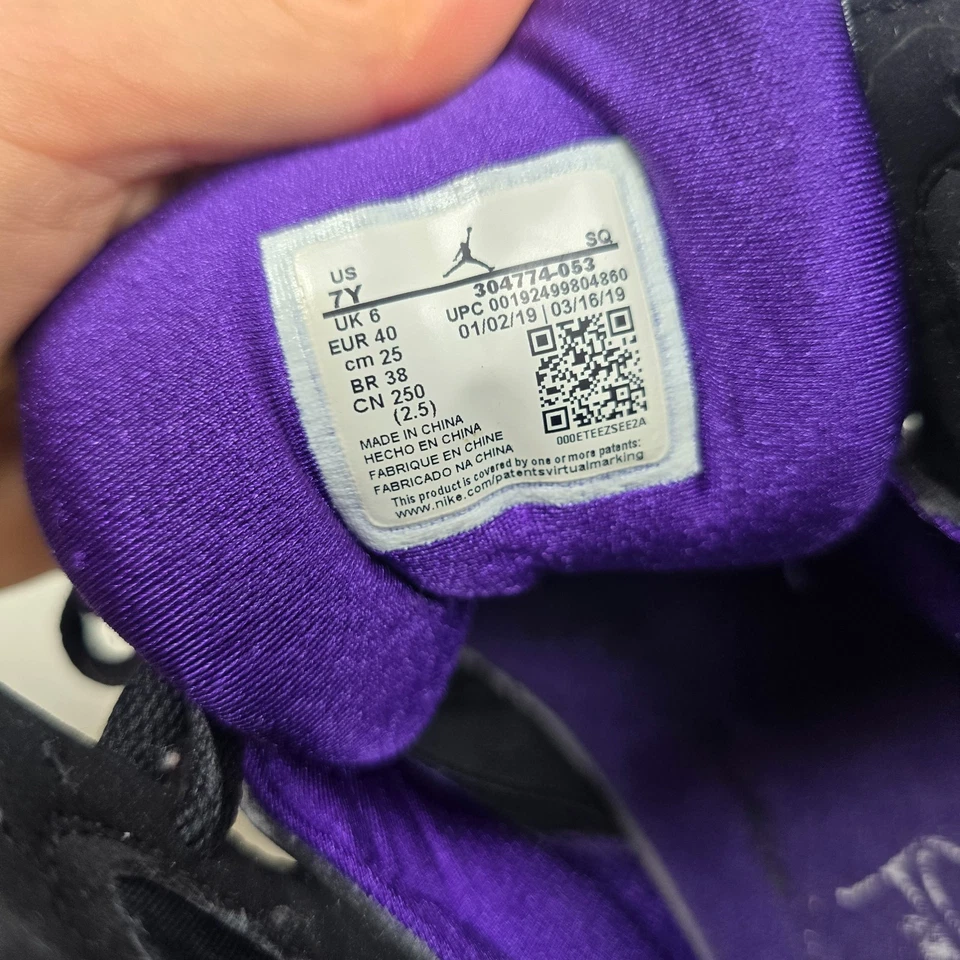 US
SQ
7Y
304774-053
UK 6
UPC 00192499804860
EUR 40
01/02/19 | 03/16/19
cm 25
BR 38
CN 250
(2.5)
000ETEEZSEE2A
MADE IN CHINA
HECHO EN CHINA
FABRIQUE EN CHINE
FABRICADO NA CHINA
This product is covered by one or more patents:
www.nike.com/patentsvirtualmarking